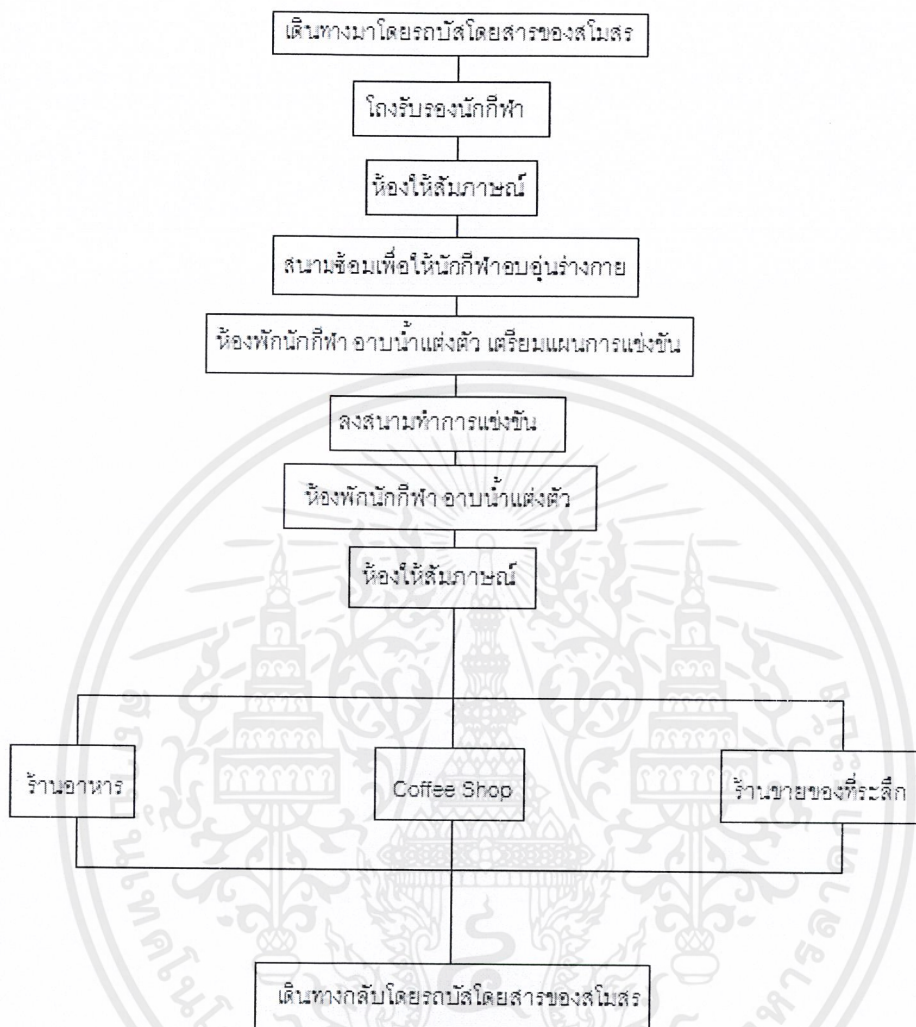 เดินทางมาโดยรถบัสโดยสารของสโมสร
โถงรับรองนักกีฬา
ห้องให้สัมภาษณ์
สนามซ้อมเพื่อให้นักกีฬาอบอุ่นร่างกาย
ห้องพักนักกีฬา อาบน้ำแต่งตัว เตรียมแผนการแข่งขัน
ลงสนามทำการแข่งขัน
ห้องพักนักกีฬา อาบน้ำแต่งตัว
ห้องให้สัมภาษณ์
ร้านอาหาร
Coffee Shop
ร้านขายของที่ระลึก
เดินทางกลับโดยรถบัสโดยสารของสโมสร